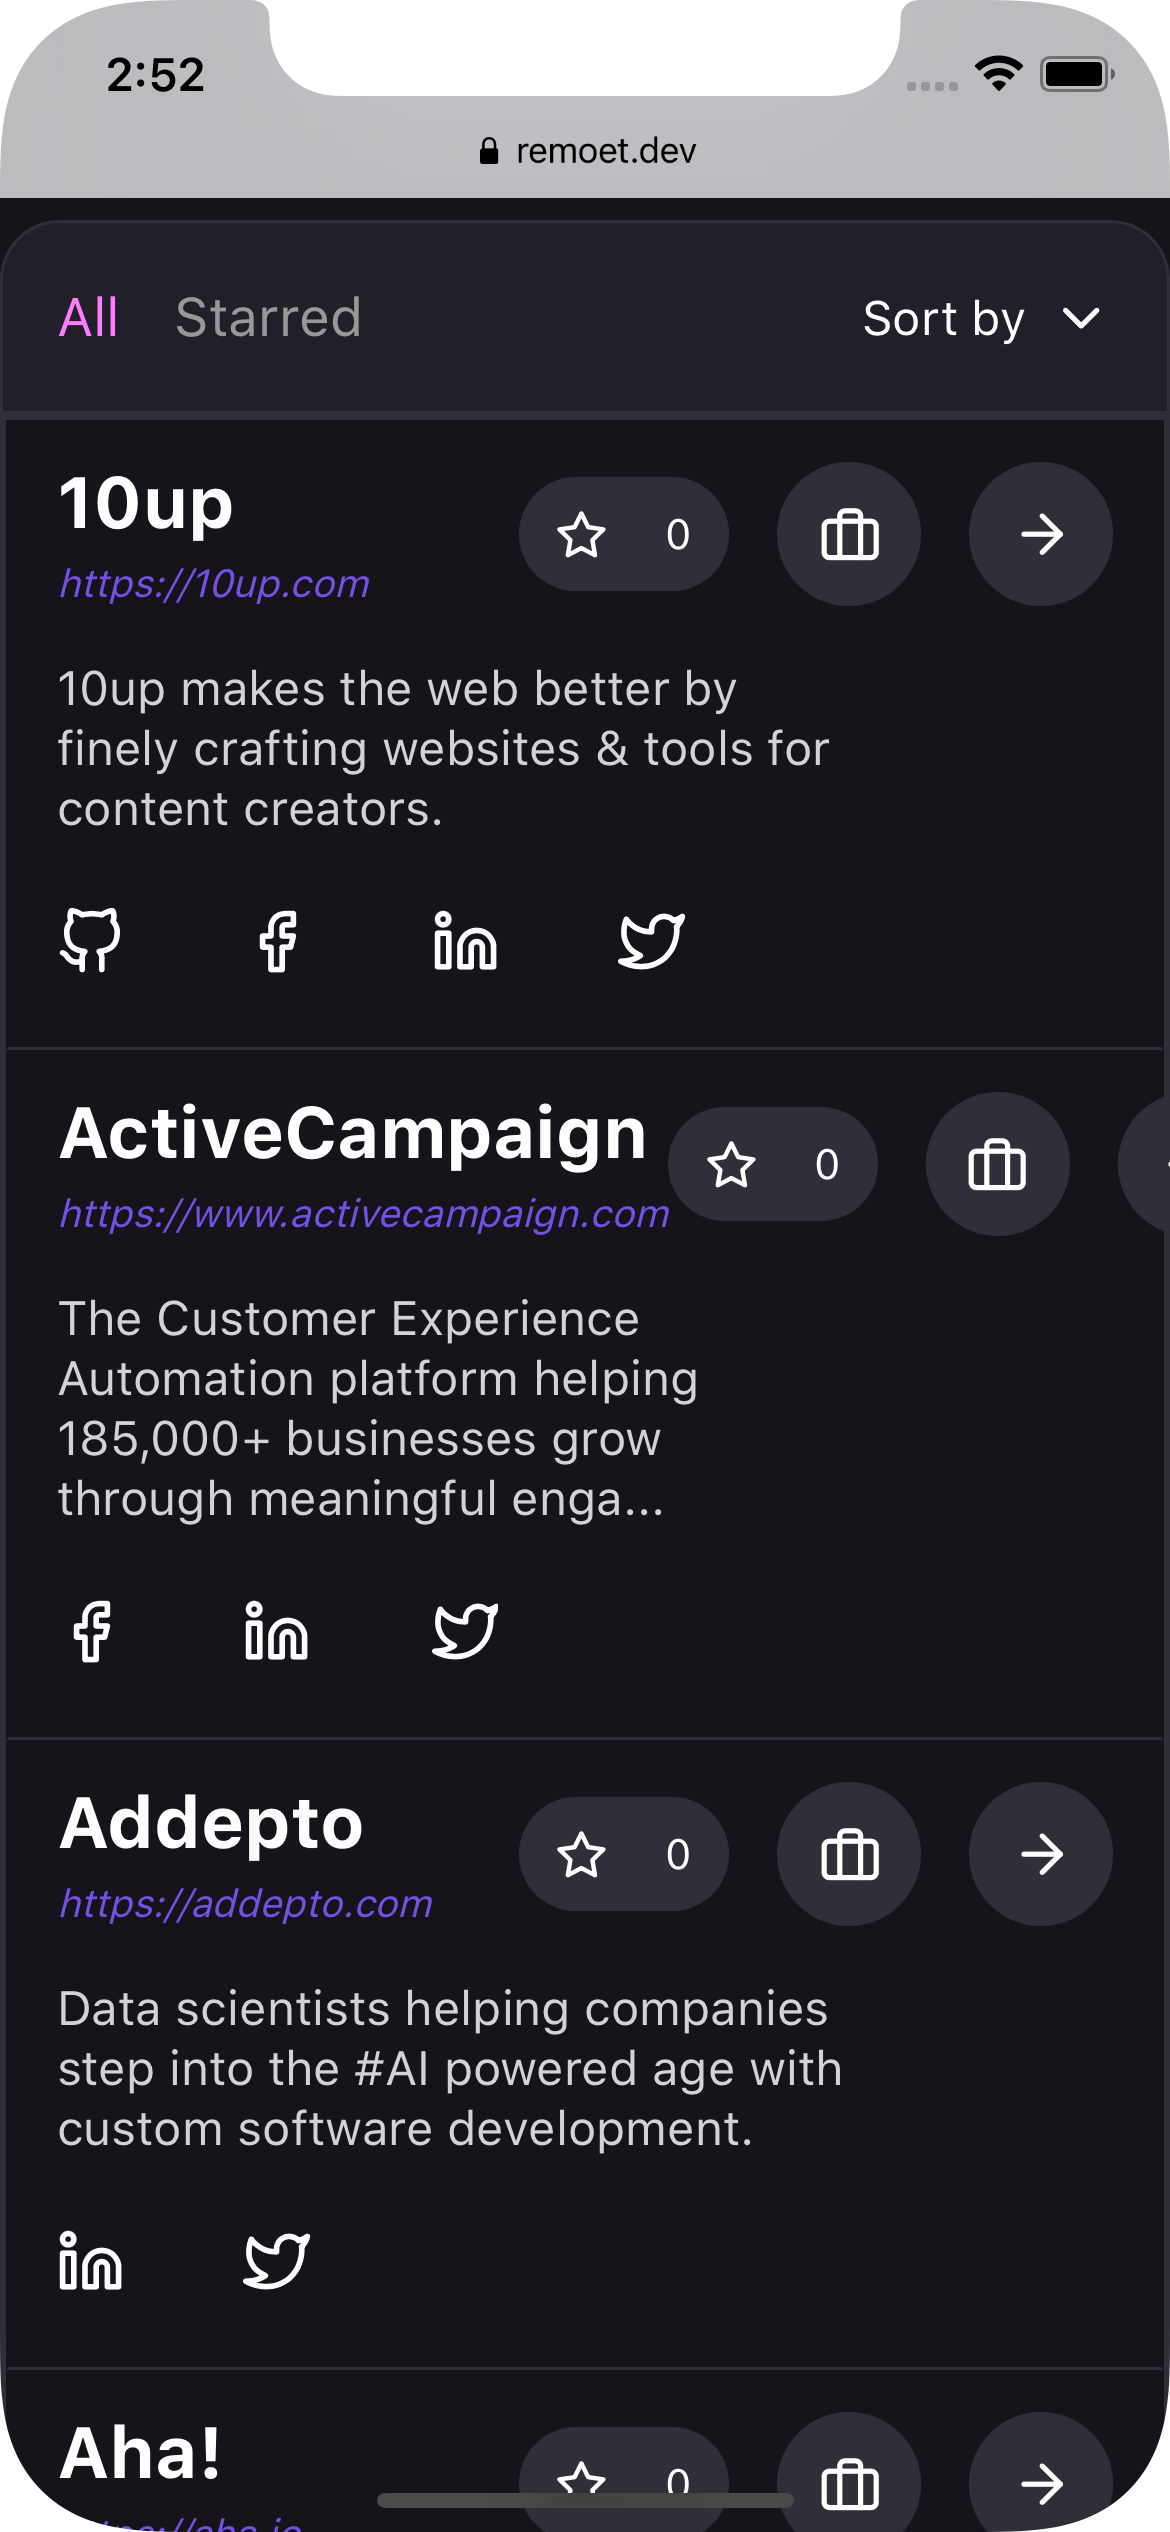 2:52
remoet.dev
All Starred Sort by
10up 0
https://10up.com
10up makes the web better by
finely crafting websites & tools for
content creators.
ActiveCampaign 0
https://www.activecampaign.com
The Customer Experience
Automation platform helping
185,000+ businesses grow
through meaningful enga...
Addepto 0
https://addepto.com
Data scientists helping companies
step into the #AI powered age with
custom software development.
Aha! 0